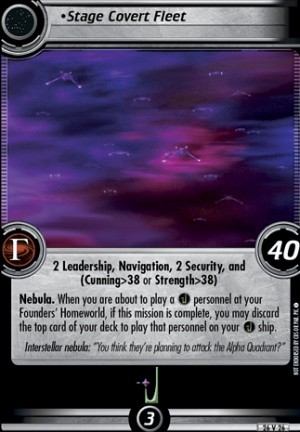 •Stage Covert Fleet
Γ
40
2 Leadership, Navigation, 2 Security, and
(Cunning>38 or Strength>38)
Nebula. When you are about to play a personnel at your
Founders' Homeworld, if this mission is complete, you may discard
the top card of your deck to play that personnel on your ship.
Interstellar nebula: "You think they're planning to attack the Alpha Quadrant?"
3